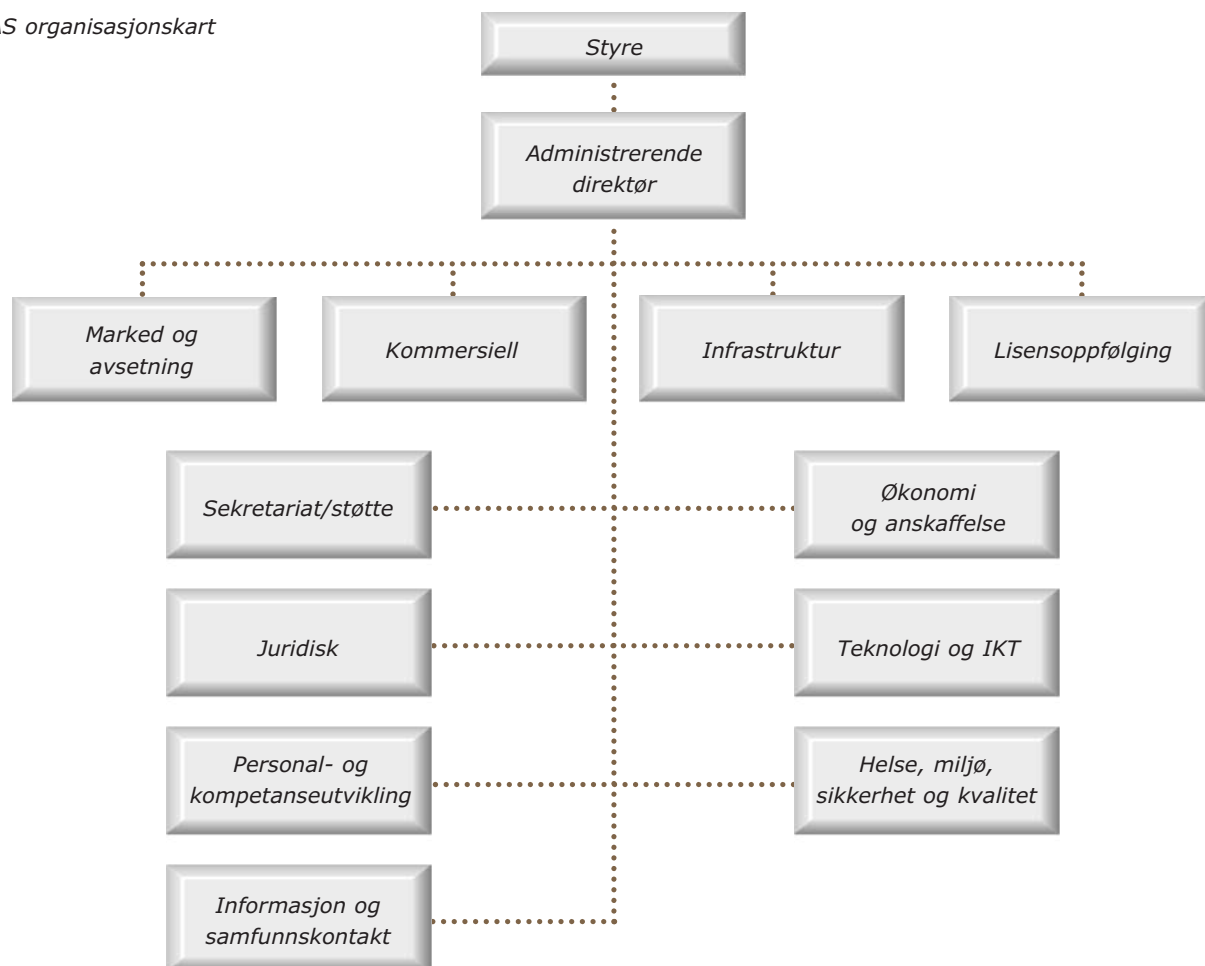 AS organisasjonskart
Styre
Administrerende
direktør
Marked og
avsetning
Kommersiell
Infrastruktur
Lisensoppfølging
Sekretariat/støtte
Økonomi
og anskaffelse
Juridisk
Teknologi og IKT
Personal- og
kompetanseutvikling
Helse, miljø,
sikkerhet og kvalitet
Informasjon og
samfunnskontakt